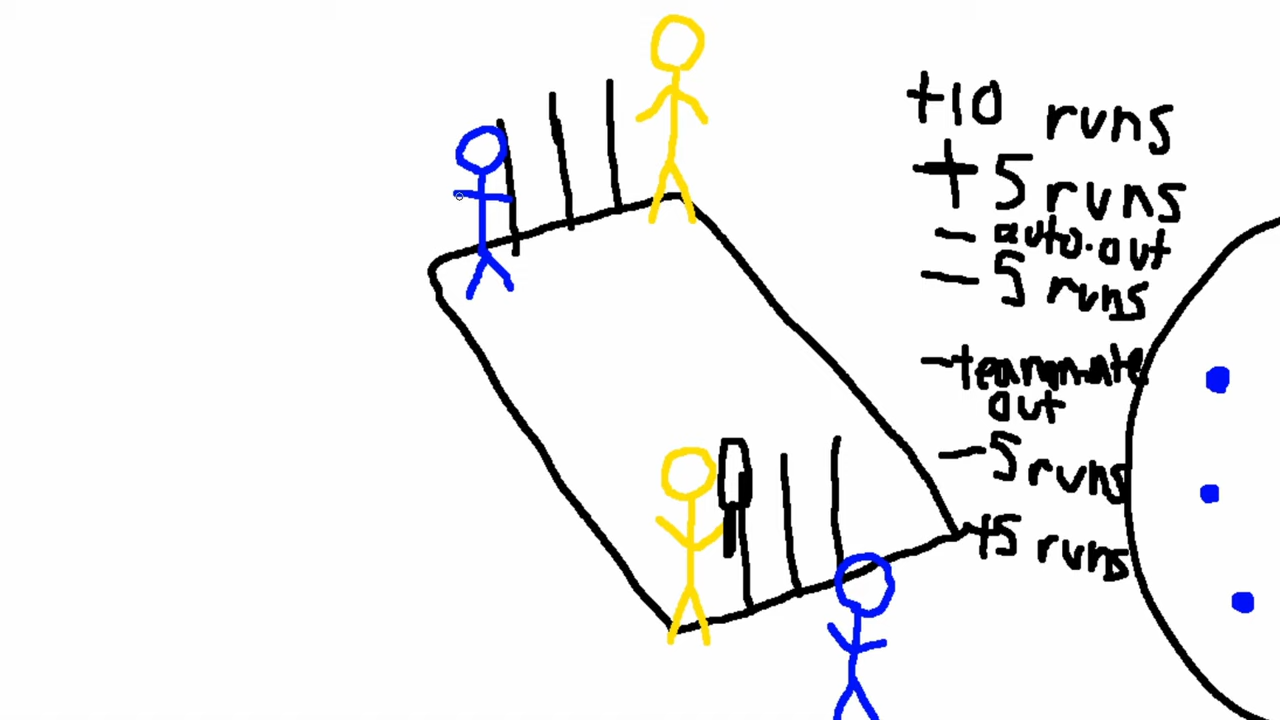 +10 runs
+5 runs
- auto.out
-5 runs
-teammate
out
-5 runs
+5 runs